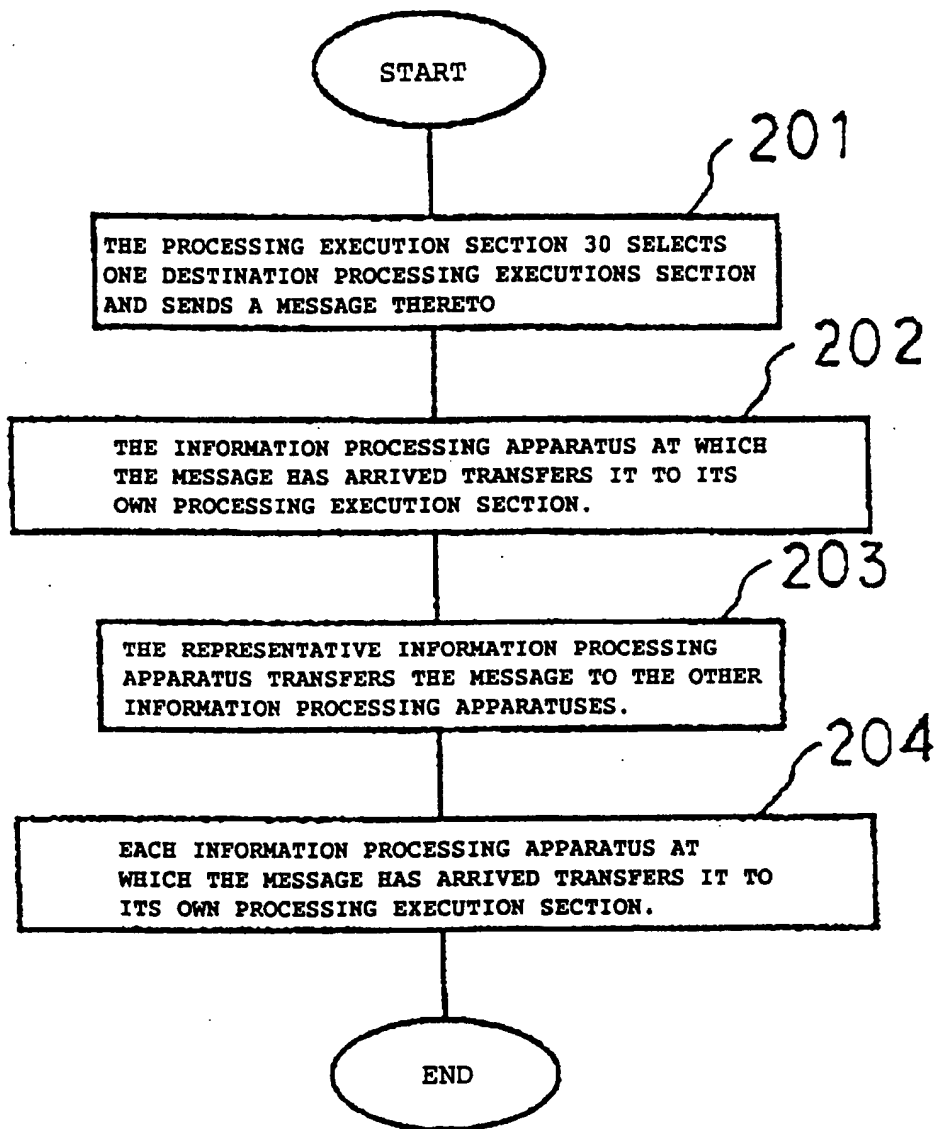 START
201
THE PROCESSING EXECUTION SECTION 30 SELECTS
ONE DESTINATION PROCESSING EXECUTIONS SECTION
AND SENDS A MESSAGE THERETO
202
THE INFORMATION PROCESSING APPARATUS AT WHICH
THE MESSAGE HAS ARRIVED TRANSFERS IT TO ITS
OWN PROCESSING EXECUTION SECTION.
203
THE REPRESENTATIVE INFORMATION PROCESSING
APPARATUS TRANSFERS THE MESSAGE TO THE OTHER
INFORMATION PROCESSING APPARATUSES.
204
EACH INFORMATION PROCESSING APPARATUS AT
WHICH THE MESSAGE HAS ARRIVED TRANSFERS IT TO
ITS OWN PROCESSING EXECUTION SECTION.
END